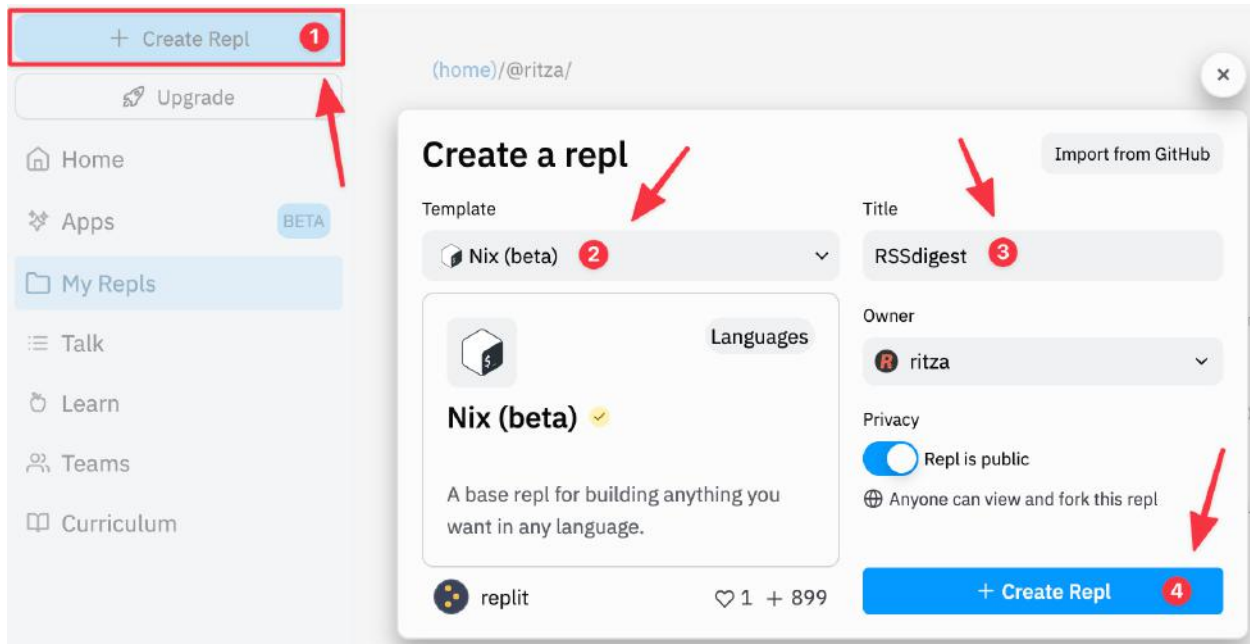 + Create Repl 1
Upgrade
Home
Apps BETA
My Repls
Talk
Learn
Teams
Curriculum
(home)/@ritza/
×
Create a repl
Import from GitHub
Template
Nix (beta) 2
$_
Languages
Nix (beta)
A base repl for building anything you
want in any language.
replit
1 + 899
Title
RSSdigest 3
Owner
R ritza
Privacy
Repl is public
Anyone can view and fork this repl
+ Create Repl 4